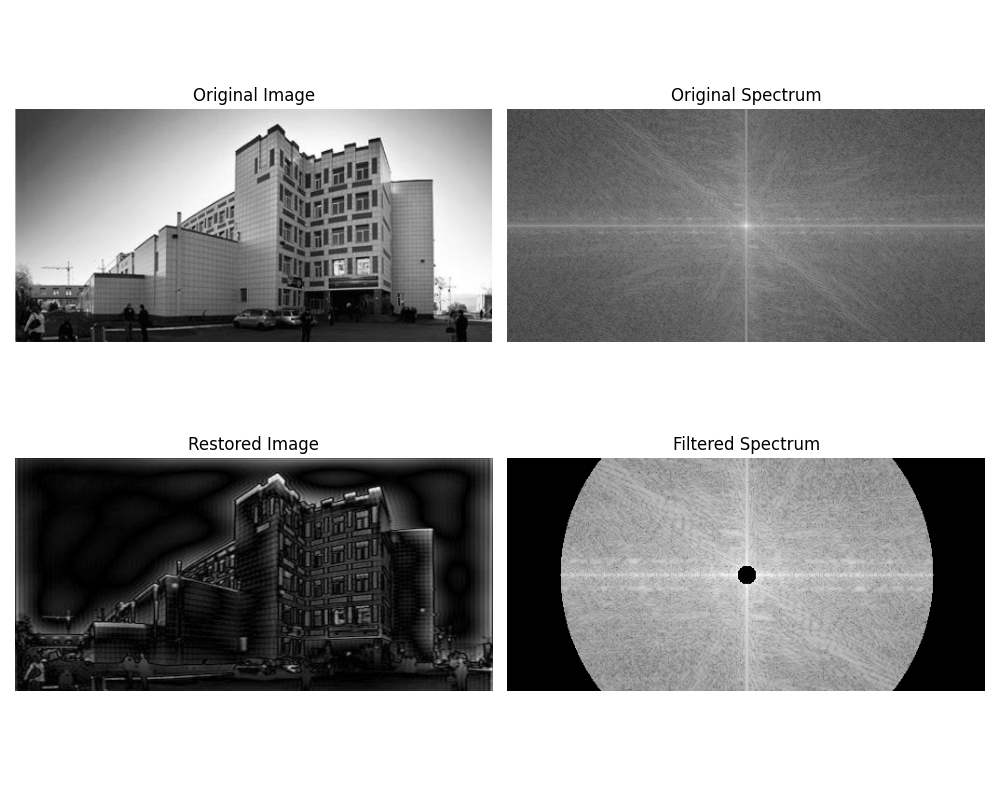 Original Image
Original Spectrum
Restored Image
Filtered Spectrum